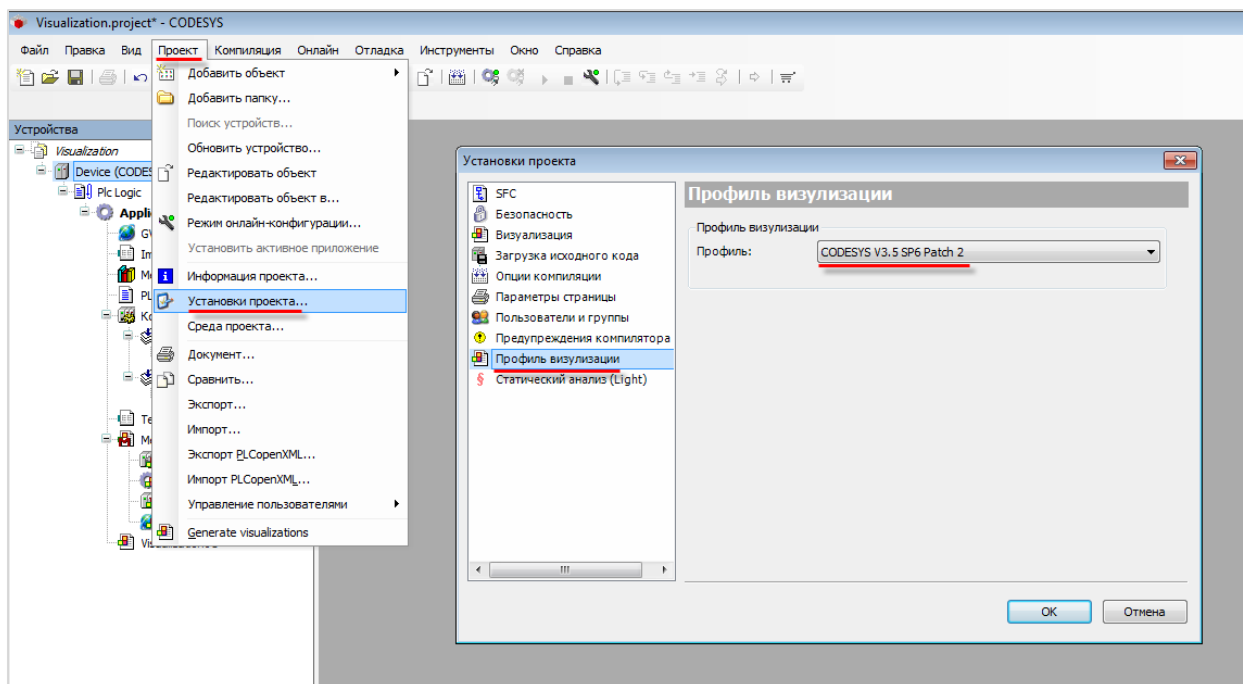 Visualization.project* - CODESYS
Файл Правка Вид Проект Компиляция Онлайн Отладка Инструменты Окно Справка
Устройства
Visualization
Device (CODES
Plc Logic
Appli
Добавить объект
Добавить папку...
Поиск устройств...
Обновить устройство...
Редактировать объект
Редактировать объект в...
Режим онлайн-конфигурации...
Установить активное приложение
Информация проекта...
Установки проекта...
Среда проекта...
Документ...
Сравнить...
Экспорт...
Импорт...
Экспорт PLCopenXML...
Импорт PLCopenXML...
Управление пользователями
Generate visualizations
Установки проекта
SFC
Безопасность
Визуализация
Загрузка исходного кода
Опции компиляции
Параметры страницы
Пользователи и группы
Предупреждения компилятора
Профиль визулизации
Статический анализ (Light)
Профиль визулизации
Профиль визулизации
Профиль: CODESYS V3.5 SP6 Patch 2
OK Отмена